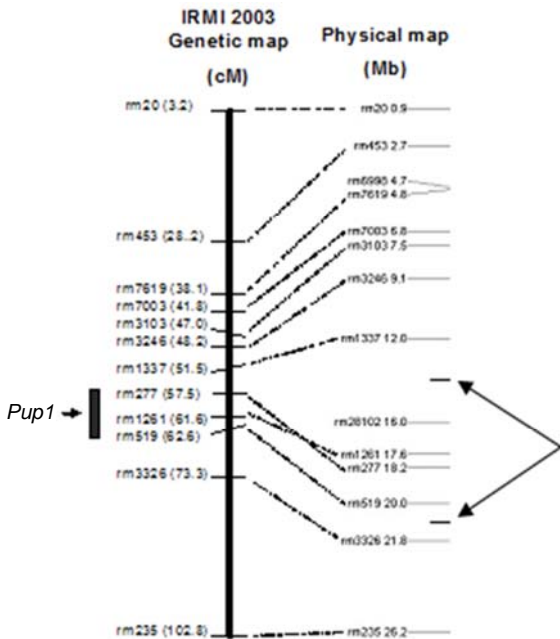 IRMI 2003
Genetic map
(cM)
Physical map
(Mb)
rm20 (3.2)
rm453 (28.2)
rm7619 (38.1)
rm7003 (41.8)
rm3103 (47.0)
rm3246 (48.2)
rm1337 (51.5)
rm277 (57.5)
rm1261 (61.6)
rm519 (62.6)
rm3326 (73.3)
rm235 (102.8)
Pup1
rm20 0.9
rm453 2.7
rm6998 4.7
rm7619 4.8
rm7003 6.8
rm3103 7.5
rm3246 9.1
rm1337 12.0
rm28102 16.0
rm1261 17.6
rm277 18.2
rm519 20.0
rm3326 21.8
rm235 26.2